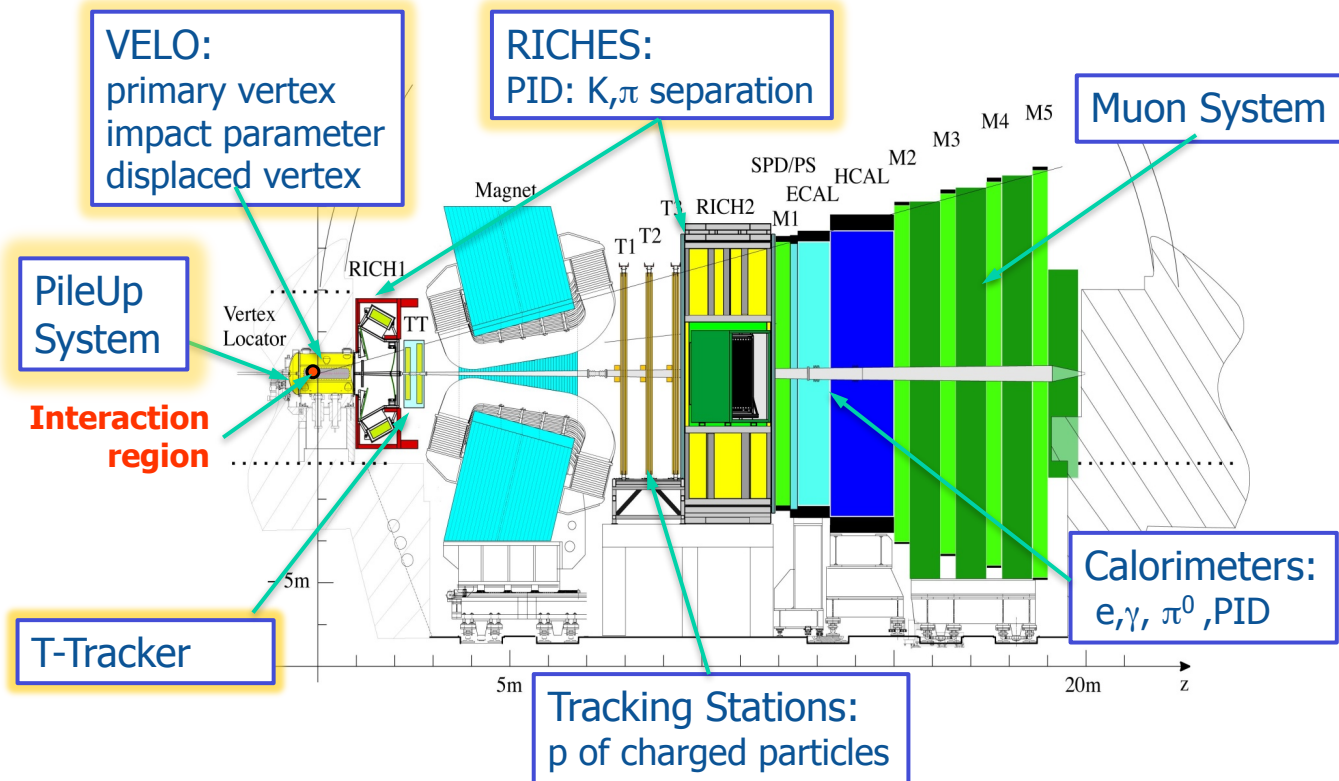 VELO:
primary vertex
impact parameter
displaced vertex
RICHES:
PID: K,π separation
Muon System
PileUp
System
Interaction
region
T-Tracker
Tracking Stations:
p of charged particles
Calorimeters:
e,γ, π⁰ ,PID
Vertex
Locator
RICH1
TT
Magnet
T1
T2
T3
RICH2
M1
SPD/PS
ECAL
HCAL
M2
M3
M4
M5
5m
5m
20m
z